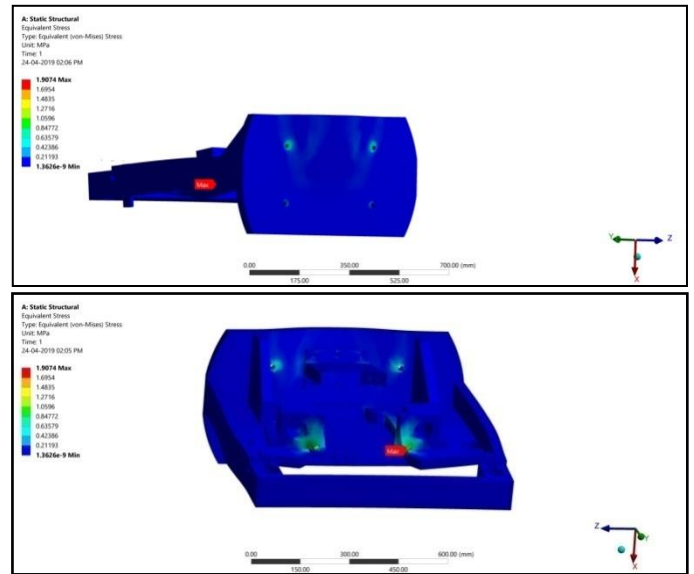 A: Static Structural
Equivalent Stress
Type: Equivalent (von-Mises) Stress
Unit: MPa
Time: 1
24-04-2019 02:06 PM
1.9074 Max
1.6954
1.4835
1.2716
1.0596
0.84772
0.63579
0.42386
0.21193
1.3626e-9 Min
Max
0.00 350.00 700.00 (mm)
175.00 525.00
Y Z
X
A: Static Structural
Equivalent Stress
Type: Equivalent (von-Mises) Stress
Unit: MPa
Time: 1
24-04-2019 02:05 PM
1.9074 Max
1.6954
1.4835
1.2716
1.0596
0.84772
0.63579
0.42386
0.21193
1.3626e-9 Min
Max
0.00 300.00 600.00 (mm)
150.00 450.00
Z Y
X